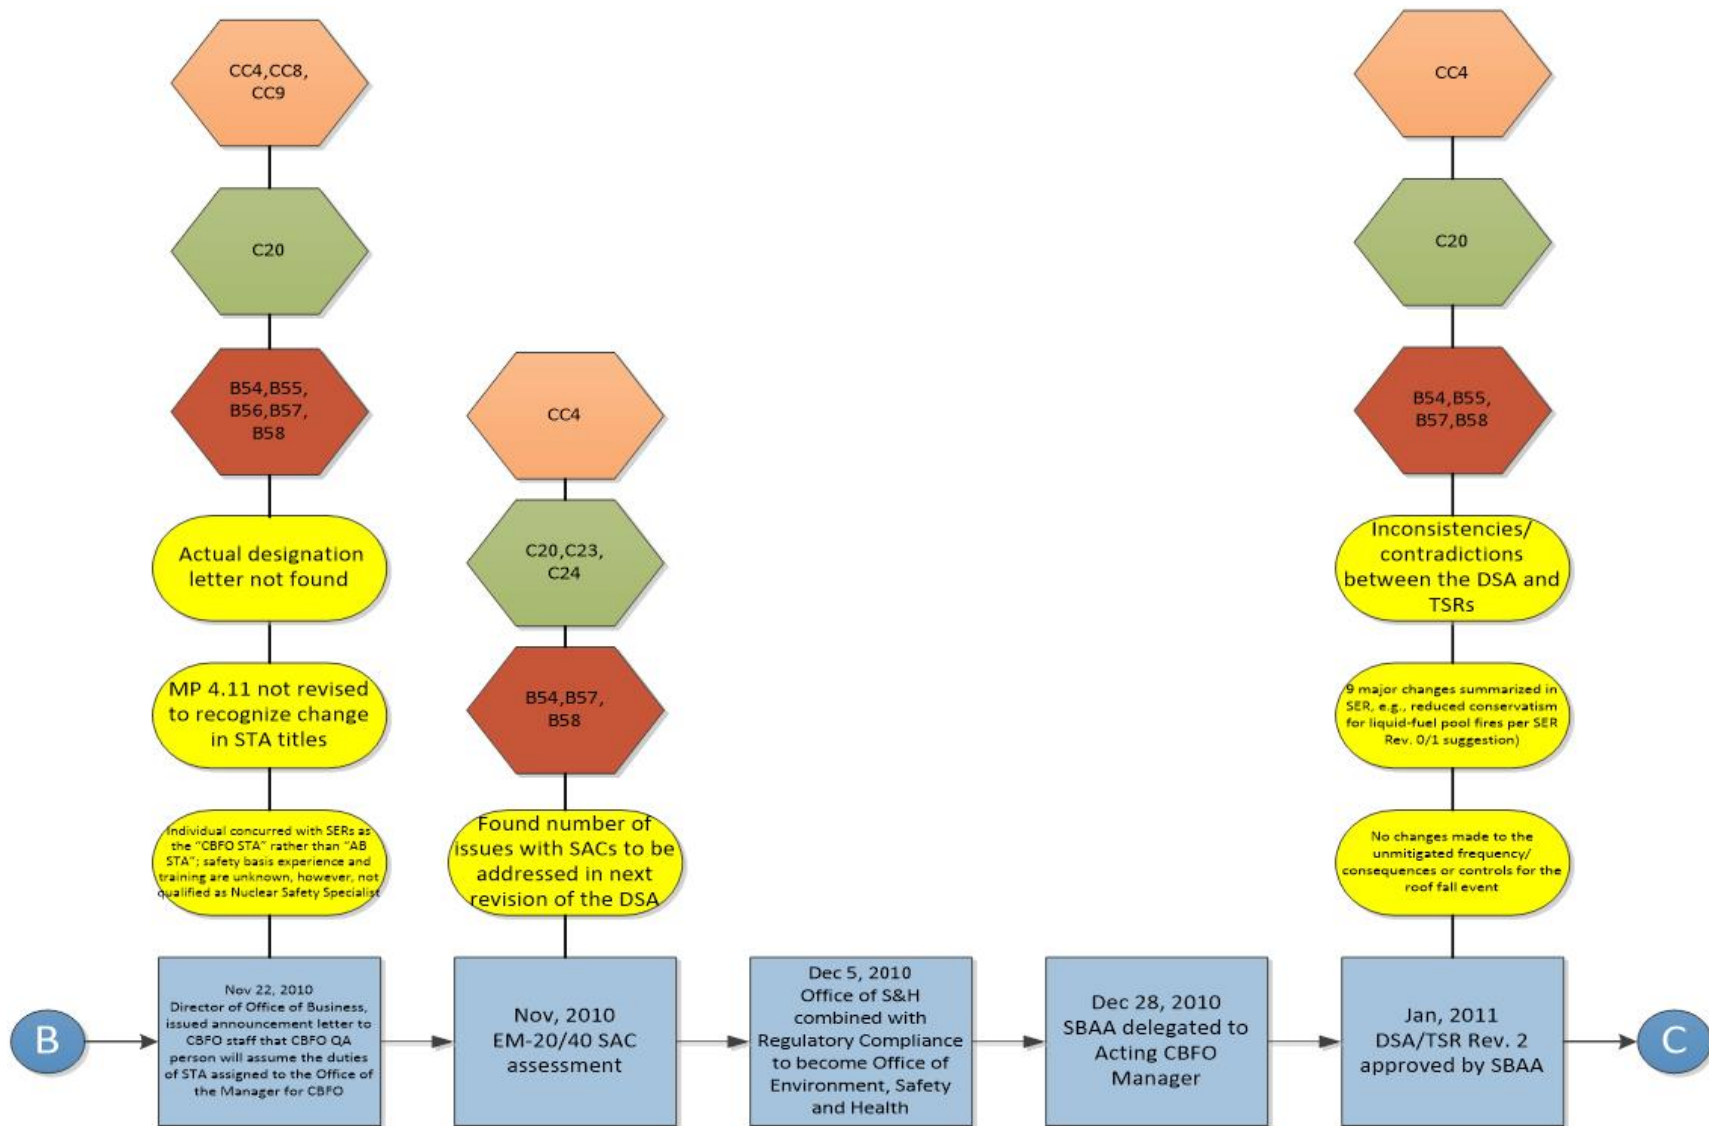 CC4,CC8,
CC9
C20
B54,B55,
B56,B57,
B58
Actual designation
letter not found
MP 4.11 not revised
to recognize change
in STA titles
Individual concurred with SERs as
the "CBFO STA" rather than "AB
STA"; safety basis experience and
training are unknown, however, not
qualified as Nuclear Safety Specialist
Nov 22, 2010
Director of Office of Business,
issued announcement letter to
CBFO staff that CBFO QA
person will assume the duties
of STA assigned to the Office of
the Manager for CBFO
CC4
C20,C23,
C24
B54,B57,
B58
Found number of
issues with SACs to be
addressed in next
revision of the DSA
Nov, 2010
EM-20/40 SAC
assessment
Dec 5, 2010
Office of S&H
combined with
Regulatory Compliance
to become Office of
Environment, Safety
and Health
Dec 28, 2010
SBAA delegated to
Acting CBFO
Manager
CC4
C20
B54,B55,
B57,B58
Inconsistencies/
contradictions
between the DSA and
TSRs
9 major changes summarized in
SER, e.g., reduced conservatism
for liquid-fuel pool fires per SER
Rev. 0/1 suggestion)
No changes made to the
unmitigated frequency/
consequences or controls for the
roof fall event
Jan, 2011
DSA/TSR Rev. 2
approved by SBAA
B
C